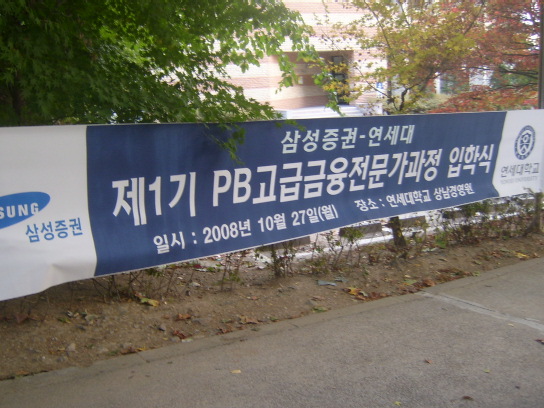 삼성증권-연세대
제1기 PB고급금융전문가과정 입학식
일시 : 2008년 10월 27일(월) 장소 : 연세대학교 상남경영원
SUNG
삼성증권
연세대학교